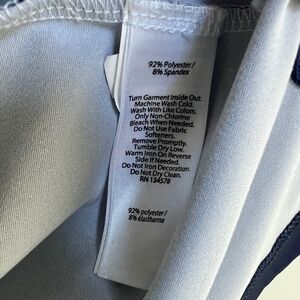 92% Polyester/
8% Spandex
Turn Garment Inside Out.
Machine Wash Cold.
Wash With Like Colors.
Only Non-Chlorine
Bleach When Needed.
Do Not Use Fabric
Softeners.
Remove Promptly.
Tumble Dry Low.
Warm Iron On Reverse
Side If Needed.
Do Not Iron Decoration.
Do Not Dry Clean.
RN 134578
92% polyester/
8% élasthanne